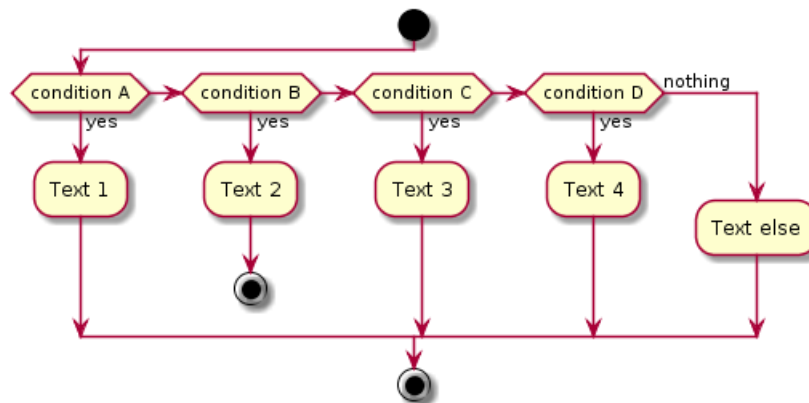 condition A
condition B
condition C
condition D
nothing
yes
yes
yes
yes
Text 1
Text 2
Text 3
Text 4
Text else